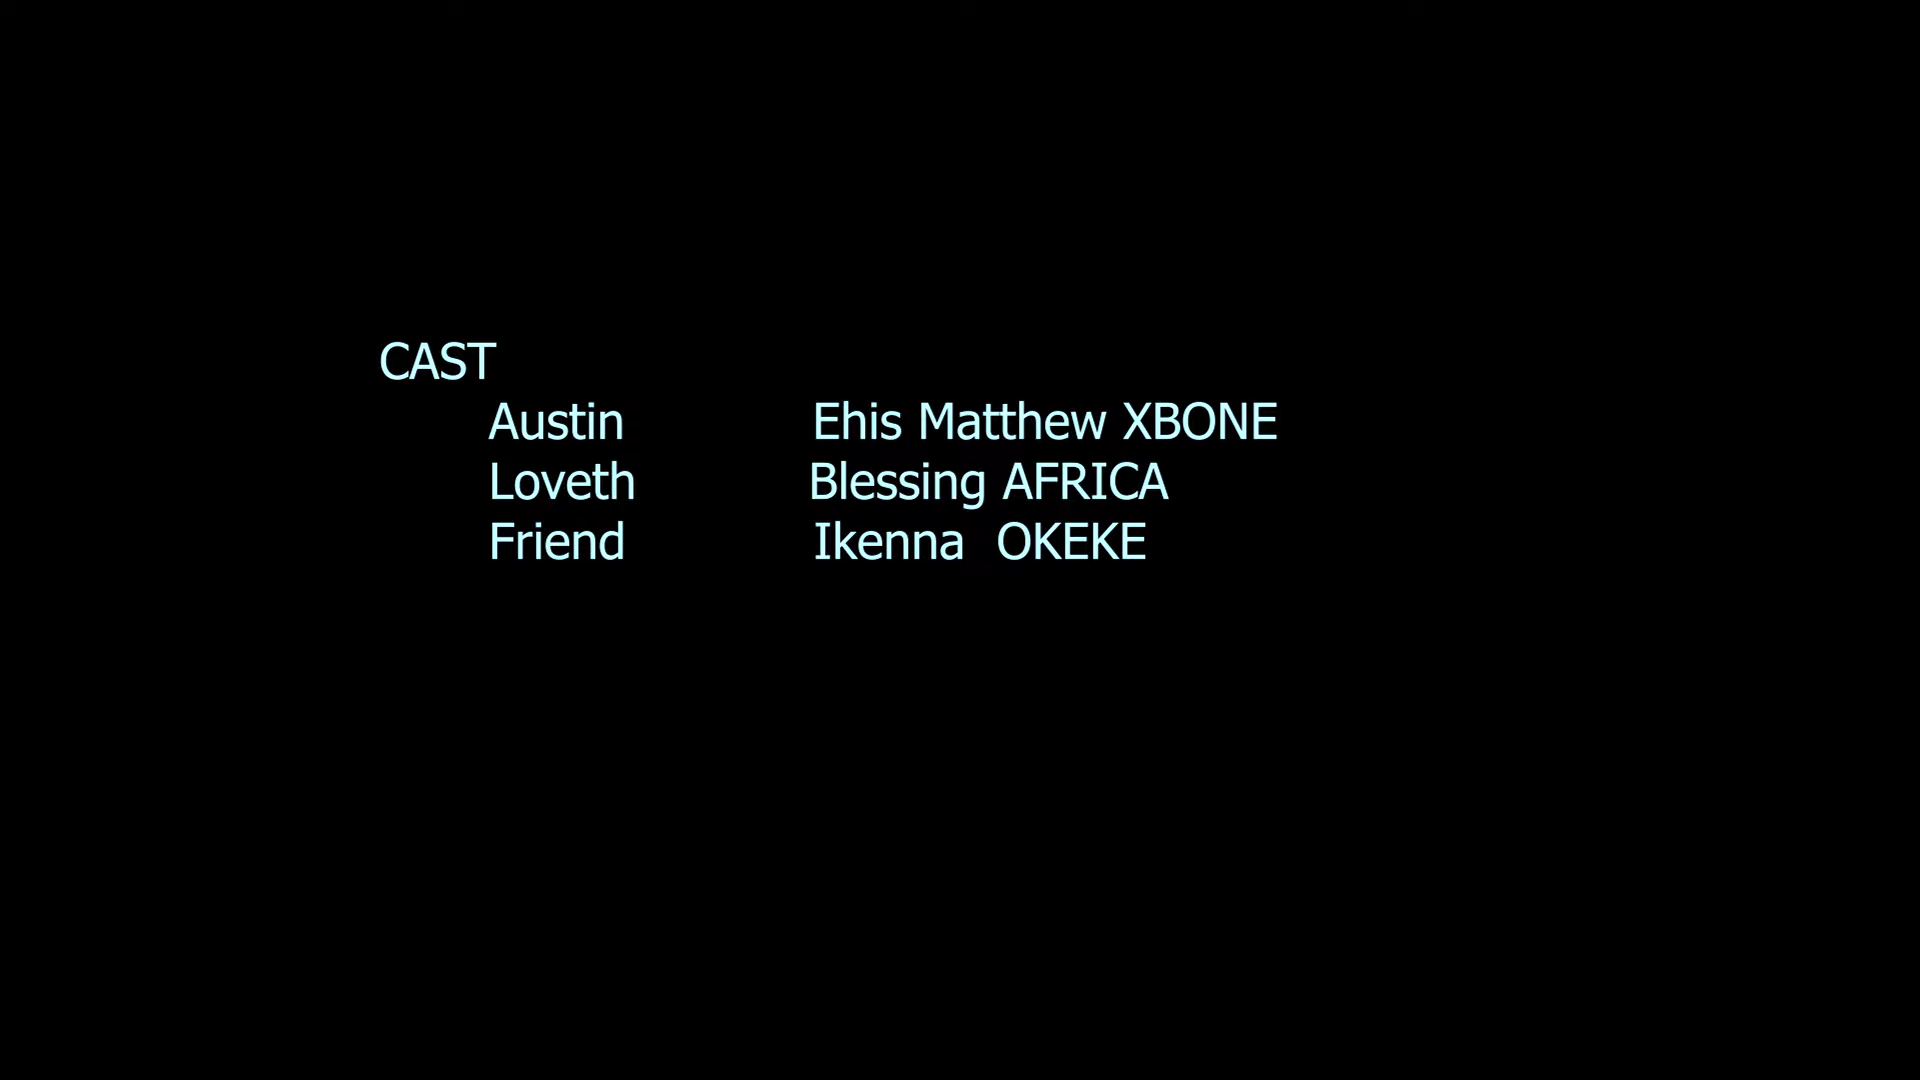 CAST
Austin Ehis Matthew XBONE
Loveth Blessing AFRICA
Friend Ikenna OKEKE